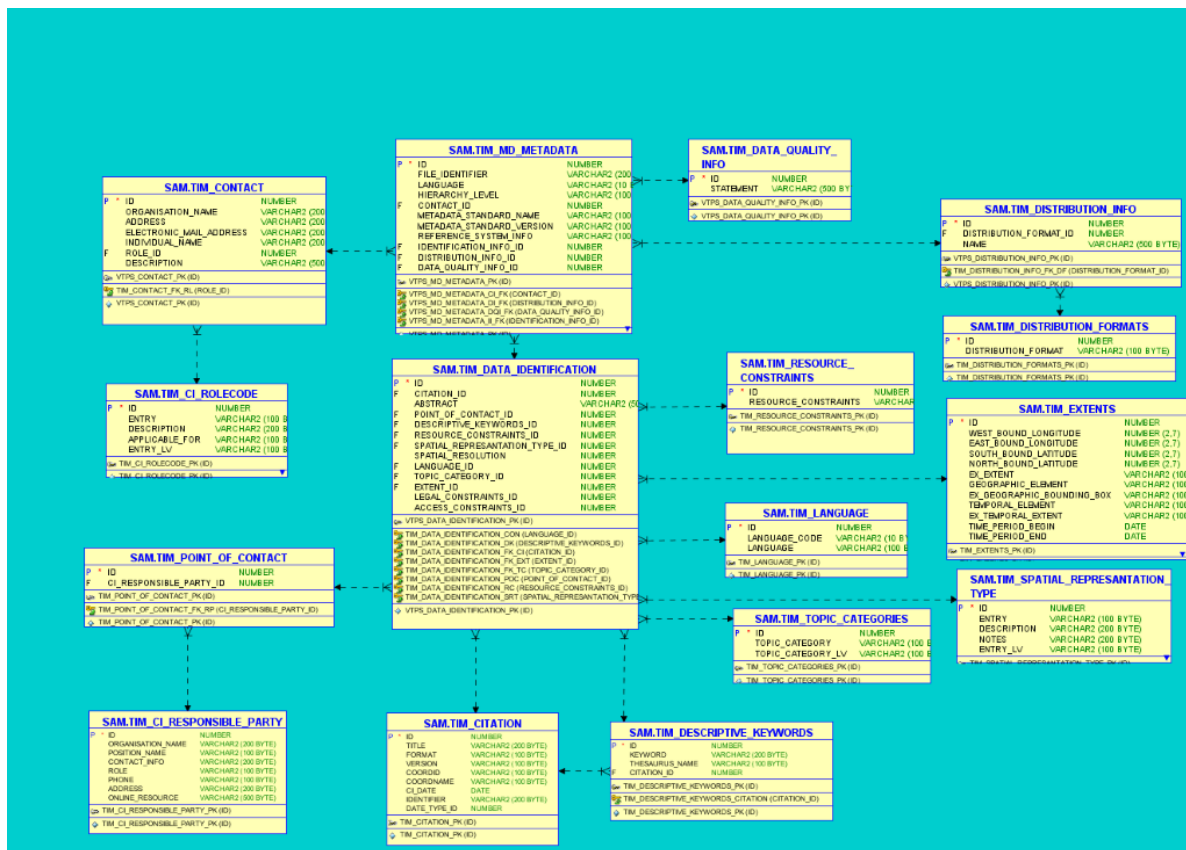 SAM.TIM_MD_METADATA
P * ID NUMBER
FILE_IDENTIFIER VARCHAR2 (200
LANGUAGE VARCHAR2 (10 B
HIERARCHY_LEVEL VARCHAR2 (100
F CONTACT_ID NUMBER
METADATA_STANDARD_NAME VARCHAR2 (100
METADATA_STANDARD_VERSION VARCHAR2 (100
REFERENCE_SYSTEM_INFO VARCHAR2 (100
F IDENTIFICATION_INFO_ID NUMBER
F DISTRIBUTION_INFO_ID NUMBER
F DATA_QUALITY_INFO_ID NUMBER
VTPS_MD_METADATA_PK (ID)
VTPS_MD_METADATA_CI_FK (CONTACT_ID)
VTPS_MD_METADATA_DI_FK (DISTRIBUTION_INFO_ID)
VTPS_MD_METADATA_DQI_FK (DATA_QUALITY_INFO_ID)
VTPS_MD_METADATA_II_FK (IDENTIFICATION_INFO_ID)
VTPS_MD_METADATA_PK (ID)
SAM.TIM_DATA_QUALITY_
INFO
P * ID NUMBER
STATEMENT VARCHAR2 (500 BY
VTPS_DATA_QUALITY_INFO_PK (ID)
VTPS_DATA_QUALITY_INFO_PK (ID)
SAM.TIM_CONTACT
P * ID NUMBER
ORGANISATION_NAME VARCHAR2 (200
ADDRESS VARCHAR2 (200
ELECTRONIC_MAIL_ADDRESS VARCHAR2 (200
INDIVIDUAL_NAME VARCHAR2 (200
F ROLE_ID NUMBER
DESCRIPTION VARCHAR2 (500
VTPS_CONTACT_PK (ID)
TIM_CONTACT_FK_RL (ROLE_ID)
VTPS_CONTACT_PK (ID)
SAM.TIM_DISTRIBUTION_INFO
P * ID NUMBER
F DISTRIBUTION_FORMAT_ID NUMBER
NAME VARCHAR2 (500 BYTE)
VTPS_DISTRIBUTION_INFO_PK (ID)
TIM_DISTRIBUTION_INFO_FK_DF (DISTRIBUTION_FORMAT_ID)
VTPS_DISTRIBUTION_INFO_PK (ID)
SAM.TIM_DISTRIBUTION_FORMATS
P * ID NUMBER
DISTRIBUTION_FORMAT VARCHAR2 (100 BYTE)
TIM_DISTRIBUTION_FORMATS_PK (ID)
TIM_DISTRIBUTION_FORMATS_PK (ID)
SAM.TIM_DATA_IDENTIFICATION
P * ID NUMBER
F CITATION_ID NUMBER
ABSTRACT VARCHAR2 (50
F POINT_OF_CONTACT_ID NUMBER
F DESCRIPTIVE_KEYWORDS_ID NUMBER
F RESOURCE_CONSTRAINTS_ID NUMBER
F SPATIAL_REPRESANTATION_TYPE_ID NUMBER
SPATIAL_RESOLUTION NUMBER
F LANGUAGE_ID NUMBER
F TOPIC_CATEGORY_ID NUMBER
F EXTENT_ID NUMBER
LEGAL_CONSTRAINTS_ID NUMBER
ACCESS_CONSTRAINTS_ID NUMBER
VTPS_DATA_IDENTIFICATION_PK (ID)
TIM_DATA_IDENTIFICATION_CON (LANGUAGE_ID)
TIM_DATA_IDENTIFICATION_DK (DESCRIPTIVE_KEYWORDS_ID)
TIM_DATA_IDENTIFICATION_FK_CI (CITATION_ID)
TIM_DATA_IDENTIFICATION_FK_EXT (EXTENT_ID)
TIM_DATA_IDENTIFICATION_FK_TC (TOPIC_CATEGORY_ID)
TIM_DATA_IDENTIFICATION_POC (POINT_OF_CONTACT_ID)
TIM_DATA_IDENTIFICATION_RC (RESOURCE_CONSTRAINTS_ID)
TIM_DATA_IDENTIFICATION_SRT (SPATIAL_REPRESANTATION_TYPE
VTPS_DATA_IDENTIFICATION_PK (ID)
SAM.TIM_RESOURCE_
CONSTRAINTS
P * ID NUMBER
RESOURCE_CONSTRAINTS VARCHAR
TIM_RESOURCE_CONSTRAINTS_PK (ID)
TIM_RESOURCE_CONSTRAINTS_PK (ID)
SAM.TIM_CI_ROLECODE
P * ID NUMBER
ENTRY VARCHAR2 (100 B
DESCRIPTION VARCHAR2 (200 B
APPLICABLE_FOR VARCHAR2 (100 B
ENTRY_LV VARCHAR2 (100 B
TIM_CI_ROLECODE_PK (ID)
TIM_CI_ROLECODE_PK (ID)
SAM.TIM_EXTENTS
P * ID NUMBER
WEST_BOUND_LONGITUDE NUMBER (2,7)
EAST_BOUND_LONGITUDE NUMBER (2,7)
SOUTH_BOUND_LATITUDE NUMBER (2,7)
NORTH_BOUND_LATITUDE NUMBER (2,7)
EX_EXTENT VARCHAR2 (100
GEOGRAPHIC_ELEMENT VARCHAR2 (100
EX_GEOGRAPHIC_BOUNDING_BOX VARCHAR2 (100
TEMPORAL_ELEMENT VARCHAR2 (100
EX_TEMPORAL_EXTENT VARCHAR2 (100
TIME_PERIOD_BEGIN DATE
TIME_PERIOD_END DATE
TIM_EXTENTS_PK (ID)
SAM.TIM_LANGUAGE
P * ID NUMBER
LANGUAGE_CODE VARCHAR2 (10 BY
LANGUAGE VARCHAR2 (100 B
TIM_LANGUAGE_PK (ID)
TIM_LANGUAGE_PK (ID)
SAM.TIM_POINT_OF_CONTACT
P * ID NUMBER
F CI_RESPONSIBLE_PARTY_ID NUMBER
TIM_POINT_OF_CONTACT_PK (ID)
TIM_POINT_OF_CONTACT_FK_RP (CI_RESPONSIBLE_PARTY_ID)
TIM_POINT_OF_CONTACT_PK (ID)
SAM.TIM_SPATIAL_REPRESANTATION_
TYPE
P * ID NUMBER
ENTRY VARCHAR2 (100 BYTE)
DESCRIPTION VARCHAR2 (200 BYTE)
NOTES VARCHAR2 (200 BYTE)
ENTRY_LV VARCHAR2 (100 BYTE)
TIM_SPATIAL_REPRESANTATION_TYPE_PK (ID)
SAM.TIM_TOPIC_CATEGORIES
P * ID NUMBER
TOPIC_CATEGORY VARCHAR2 (100 B
TOPIC_CATEGORY_LV VARCHAR2 (100 B
TIM_TOPIC_CATEGORIES_PK (ID)
TIM_TOPIC_CATEGORIES_PK (ID)
SAM.TIM_CI_RESPONSIBLE_PARTY
P * ID NUMBER
ORGANISATION_NAME VARCHAR2 (200 BYTE)
POSITION_NAME VARCHAR2 (100 BYTE)
CONTACT_INFO VARCHAR2 (200 BYTE)
ROLE VARCHAR2 (100 BYTE)
PHONE VARCHAR2 (100 BYTE)
ADDRESS VARCHAR2 (200 BYTE)
ONLINE_RESOURCE VARCHAR2 (500 BYTE)
TIM_CI_RESPONSIBLE_PARTY_PK (ID)
TIM_CI_RESPONSIBLE_PARTY_PK (ID)
SAM.TIM_CITATION
P * ID NUMBER
TITLE VARCHAR2 (200 BYTE)
FORMAT VARCHAR2 (100 BYTE)
VERSION VARCHAR2 (100 BYTE)
COORDID VARCHAR2 (100 BYTE)
COORDNAME VARCHAR2 (100 BYTE)
CI_DATE DATE
IDENTIFIER VARCHAR2 (200 BYTE)
DATE_TYPE_ID NUMBER
TIM_CITATION_PK (ID)
TIM_CITATION_PK (ID)
SAM.TIM_DESCRIPTIVE_KEYWORDS
P * ID NUMBER
KEYWORD VARCHAR2 (200 BYTE)
THESAURUS_NAME VARCHAR2 (100 BYTE)
F CITATION_ID NUMBER
TIM_DESCRIPTIVE_KEYWORDS_PK (ID)
TIM_DESCRIPTIVE_KEYWORDS_CITATION (CITATION_ID)
TIM_DESCRIPTIVE_KEYWORDS_PK (ID)